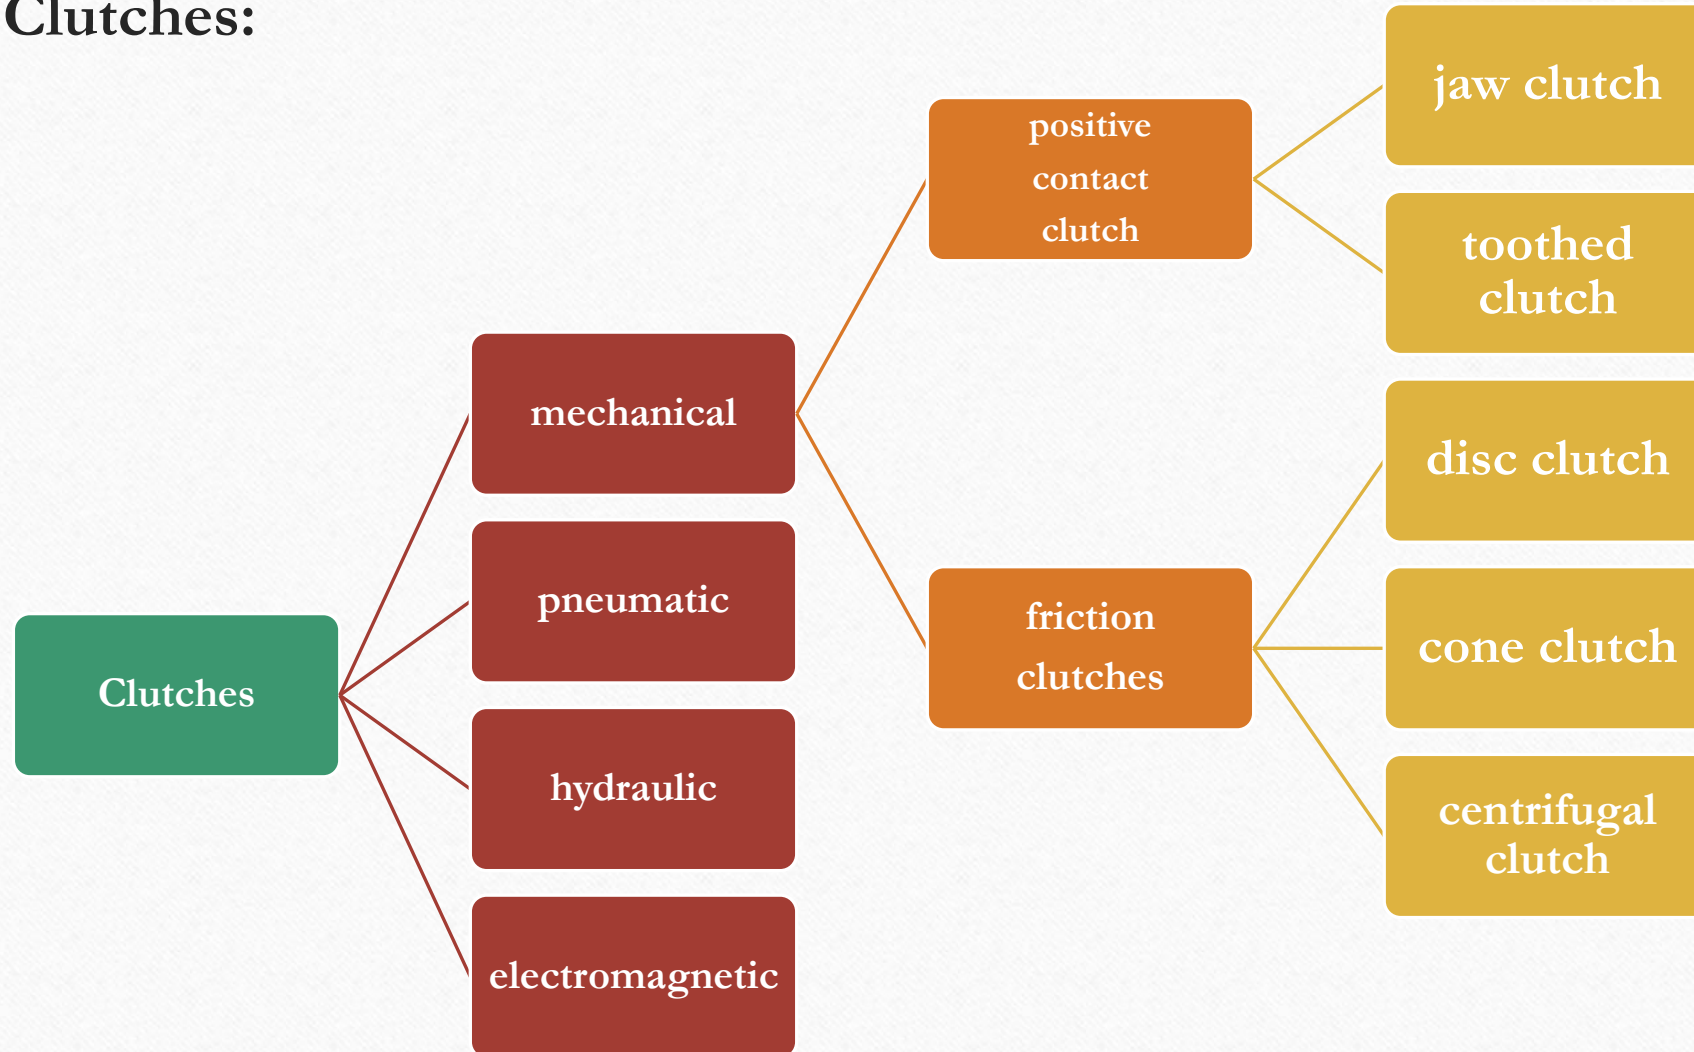 Clutches:
Clutches
mechanical
pneumatic
hydraulic
electromagnetic
positive
contact
clutch
friction
clutches
jaw clutch
toothed
clutch
disc clutch
cone clutch
centrifugal
clutch